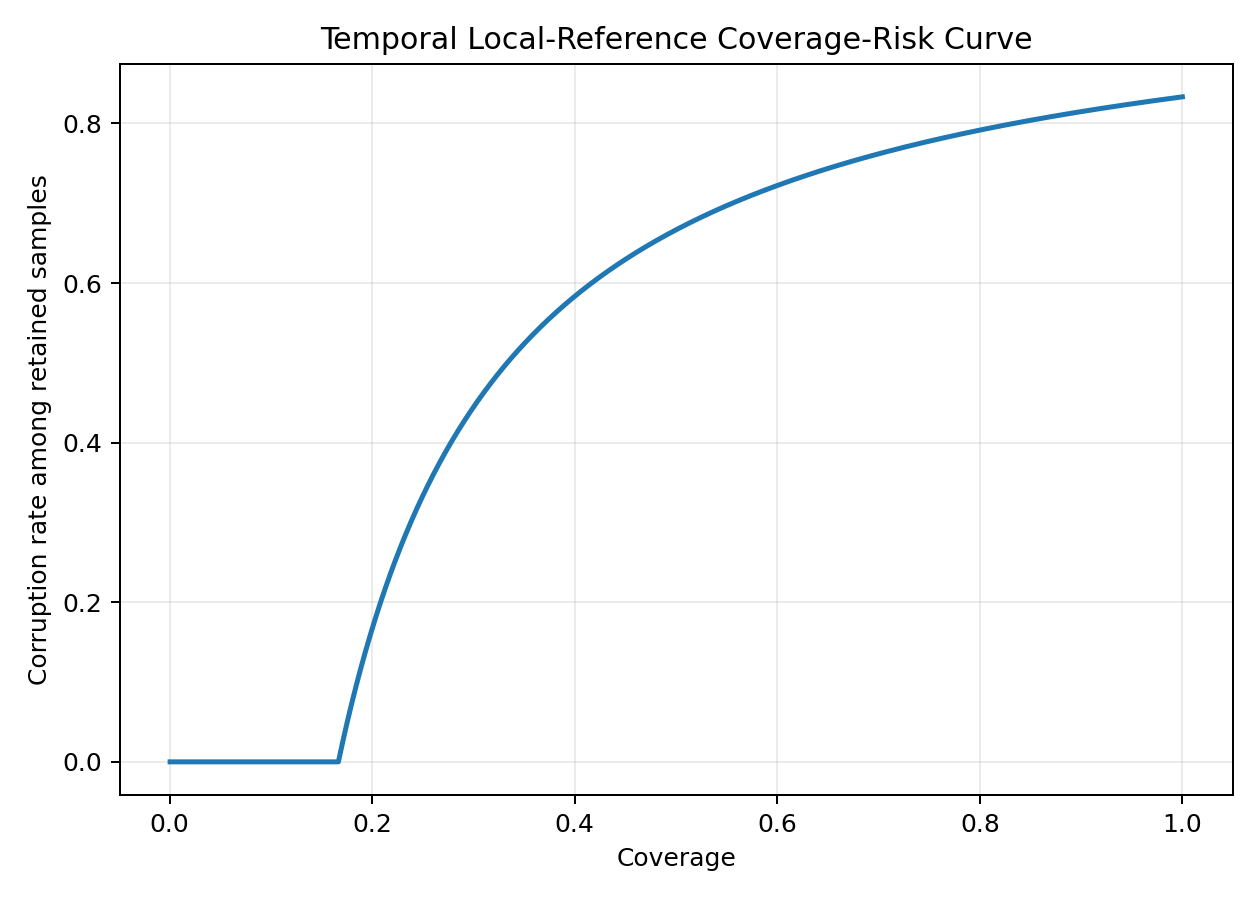 Temporal Local-Reference Coverage-Risk Curve
Corruption rate among retained samples
0.8
0.6
0.4
0.2
0.0
0.0 0.2 0.4 0.6 0.8 1.0
Coverage